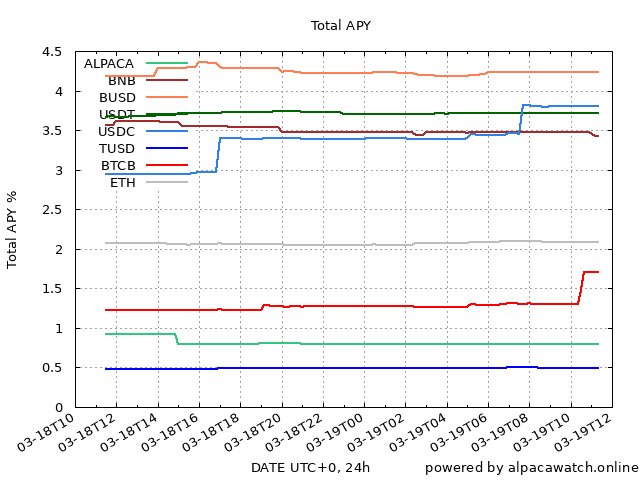 Total APY
Total APY %
4.5
4
3.5
3
2.5
2
1.5
1
0.5
0
ALPACA
BNB
BUSD
USDT
USDC
TUSD
BTCB
ETH
03-18T10
03-18T12
03-18T14
03-18T16
03-18T18
03-18T20
03-18T22
03-19T00
03-19T02
03-19T04
03-19T06
03-19T08
03-19T10
03-19T12
DATE UTC+0, 24h
powered by alpacawatch.online